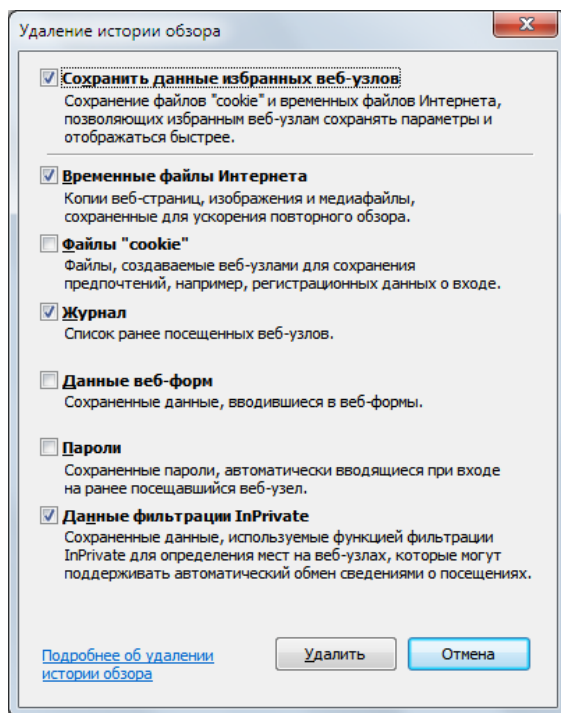 Удаление истории обзора
Сохранить данные избранных веб-узлов
Сохранение файлов "cookie" и временных файлов Интернета,
позволяющих избранным веб-узлам сохранять параметры и
отображаться быстрее.
Временные файлы Интернета
Копии веб-страниц, изображения и медиафайлы,
сохраненные для ускорения повторного обзора.
Файлы "cookie"
Файлы, создаваемые веб-узлами для сохранения
предпочтений, например, регистрационных данных о входе.
Журнал
Список ранее посещенных веб-узлов.
Данные веб-форм
Сохраненные данные, вводившиеся в веб-формы.
Пароли
Сохраненные пароли, автоматически вводящиеся при входе
на ранее посещавшийся веб-узел.
Данные фильтрации InPrivate
Сохраненные данные, используемые функцией фильтрации
InPrivate для определения мест на веб-узлах, которые могут
поддерживать автоматический обмен сведениями о посещениях.
Подробнее об удалении
истории обзора
Удалить
Отмена